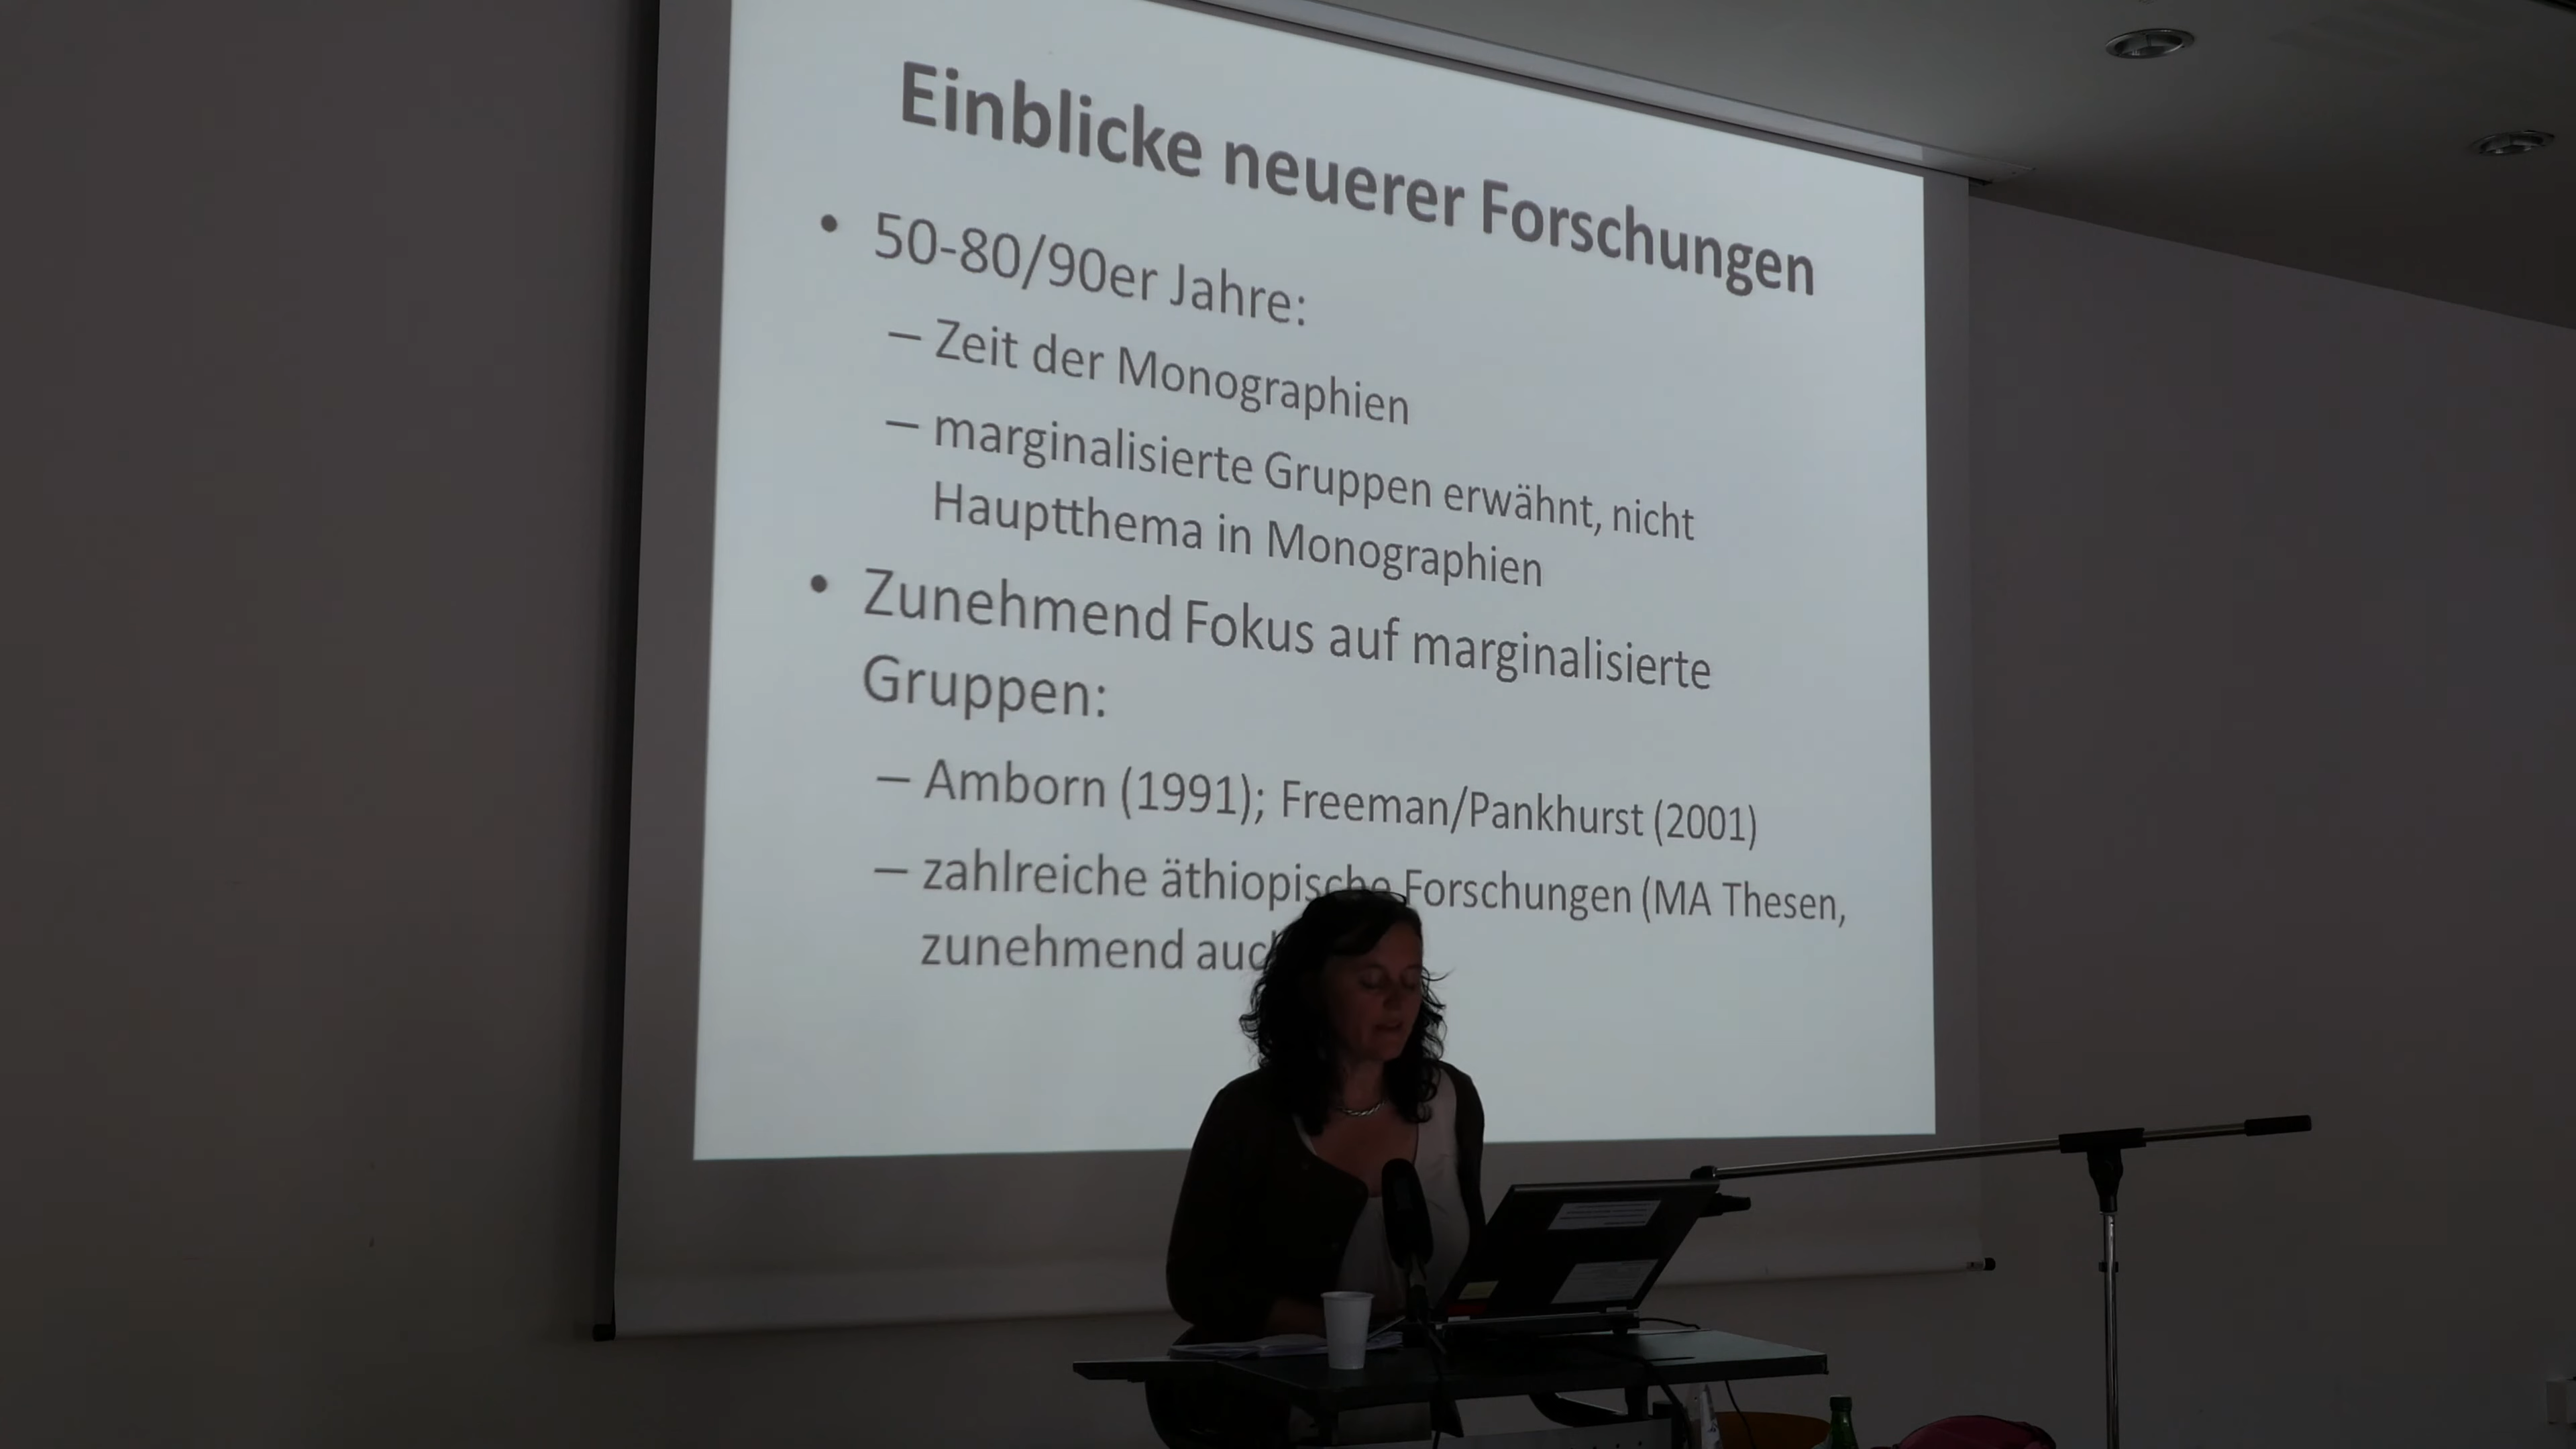 Einblicke neuerer Forschungen
• 50-80/90er Jahre:
– Zeit der Monographien
– marginalisierte Gruppen erwähnt, nicht
Hauptthema in Monographien
• Zunehmend Fokus auf marginalisierte
Gruppen:
– Amborn (1991); Freeman/Pankhurst (2001)
– zahlreiche äthiopische Forschungen (MA Thesen,
zunehmend